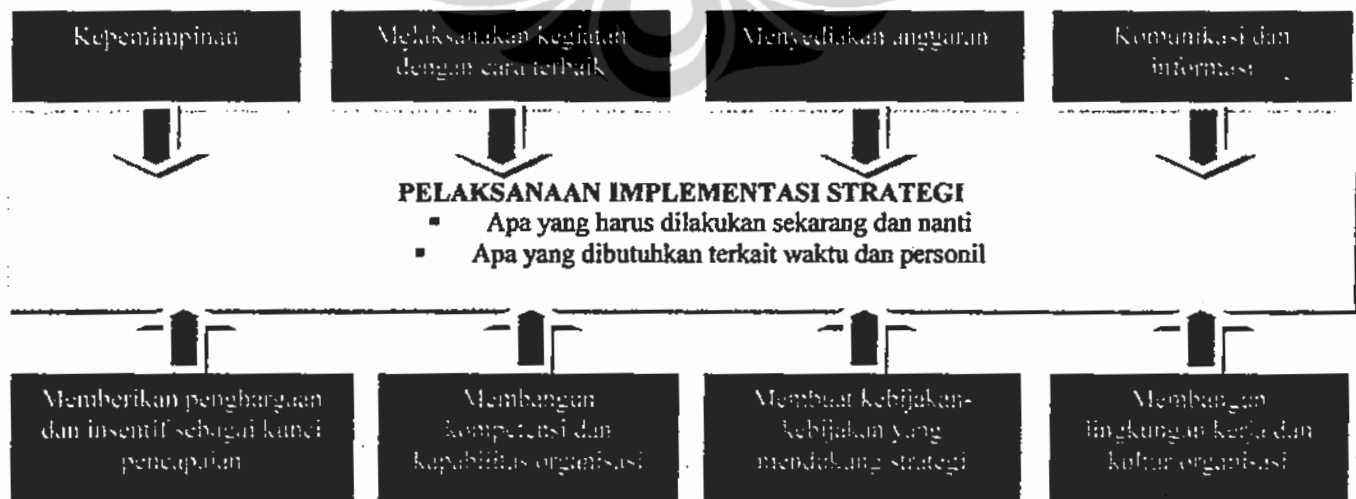 Kepemimpinan
Melaksanakan kegiatan
dengan cara terbaik
Menyediakan anggaran
Komunikasi dan
informasi
PELAKSANAAN IMPLEMENTASI STRATEGI
▪ Apa yang harus dilakukan sekarang dan nanti
▪ Apa yang dibutuhkan terkait waktu dan personil
Memberikan penghargaan
dan insentif sebagai kunci
pencapaian
Membangun
kompetensi dan
kapabilitas organisasi
Membuat kebijakan-
kebijakan yang
mendukung strategi
Membangun
lingkungan kerja dan
kultur organisasi